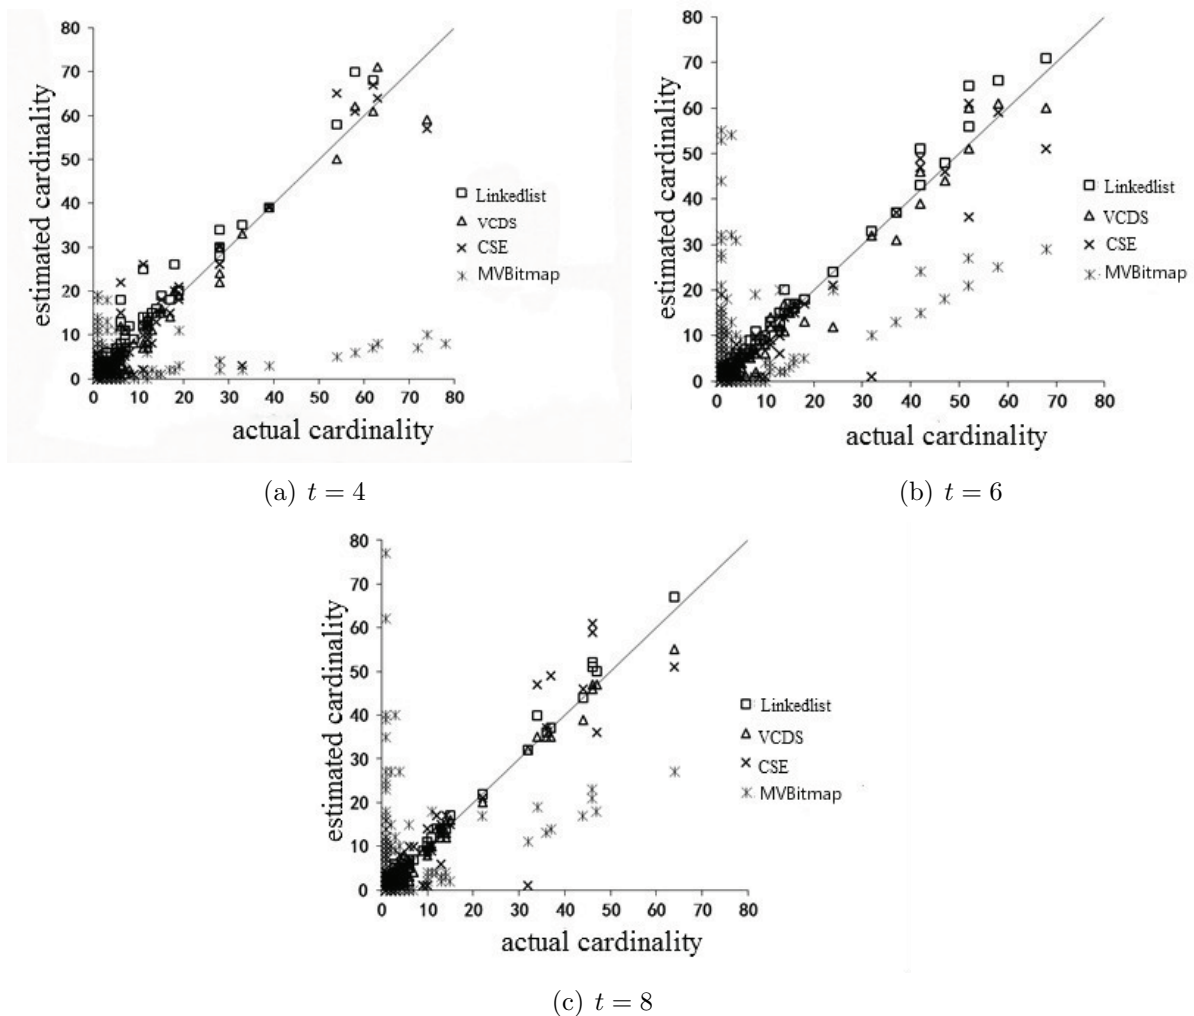 80
70
60
50
40
30
20
10
0
estimated cardinality
0 10 20 30 40 50 60 70 80
actual cardinality
Linkedlist
VCDS
CSE
MVBitmap
(a) t = 4
80
70
60
50
40
30
20
10
0
estimated cardinality
0 10 20 30 40 50 60 70 80
actual cardinality
Linkedlist
VCDS
CSE
MVBitmap
(b) t = 6
80
70
60
50
40
30
20
10
0
estimated cardinality
0 10 20 30 40 50 60 70 80
actual cardinality
Linkedlist
VCDS
CSE
MVBitmap
(c) t = 8